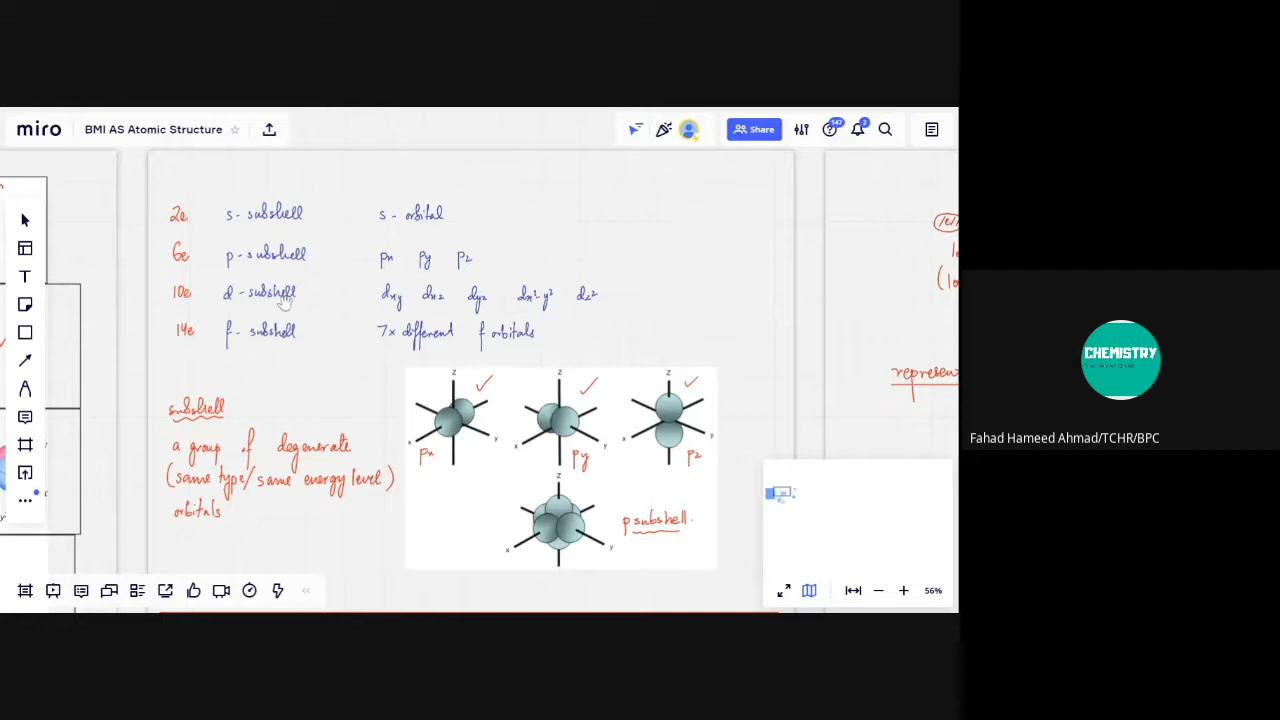 miro BMI AS Atomic Structure Share 147 2
2e s - subshell s - orbital
6e p - subshell px py pz
10e d - subshell dxy dxz dyz dx²-y² dz²
14e f - subshell 7x different f orbitals
subshell
a group of degenerate
(same type/same energy level)
orbitals
z z z
x y x y x y
px py pz
z
x y
p subshell.
represen
56%
CHEMISTRY
Fahad Hameed Ahmad/TCHR/BPC